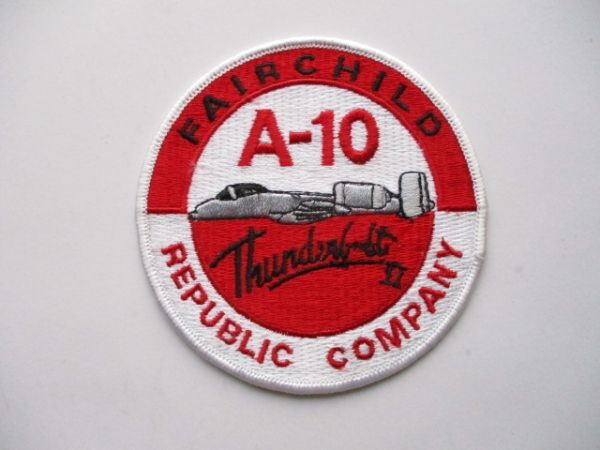 FAIRCHILD
A-10
Thunderbolt
II
REPUBLIC COMPANY